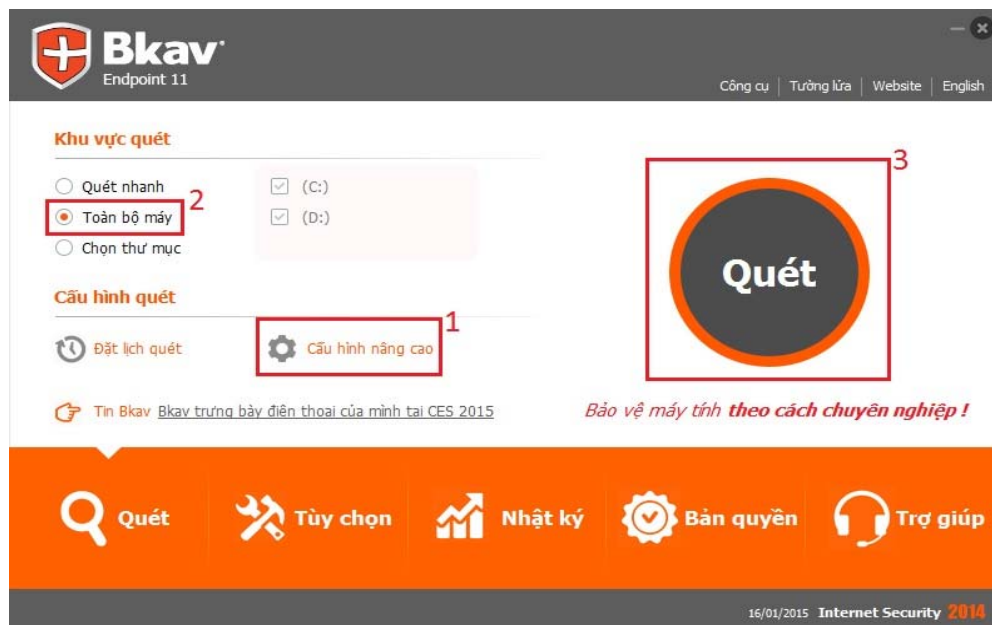 Bkav
Endpoint 11
Công cụ | Tường lửa | Website | English
Khu vực quét
Quét nhanh
2
Toàn bộ máy
Chọn thư mục
(C:)
(D:)
3
Quét
Cấu hình quét
1
Đặt lịch quét
Cấu hình nâng cao
Tin Bkav Bkav trưng bày điện thoại của mình tại CES 2015
Bảo vệ máy tính theo cách chuyên nghiệp !
Quét
Tùy chọn
Nhật ký
Bản quyền
Trợ giúp
16/01/2015 Internet Security 2014